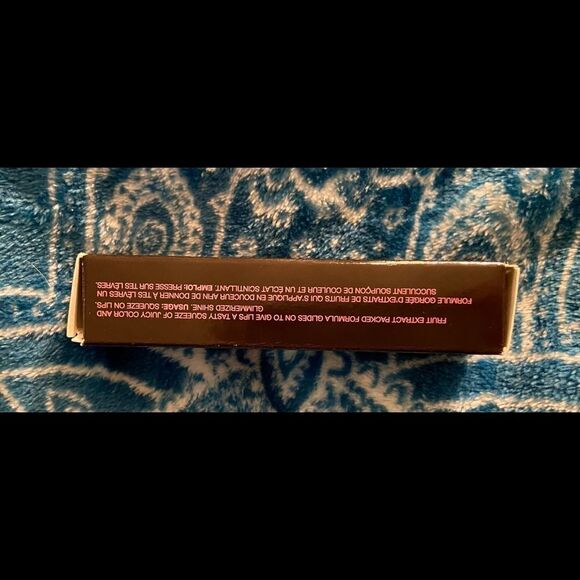 FRUIT EXTRACT PACKED FORMULA GLIDES ON TO GIVE LIPS A TASTY SQUEEZE OF JUICY COLOR AND
GLIMMERIZED SHINE. USAGE: SQUEEZE ON LIPS.
FORMULE GORGÉE D'EXTRAITS DE FRUITS QUI S'APPLIQUE EN DOUCEUR AFIN DE DONNER À TES LÈVRES UN
SUCCULENT SOUPÇON DE COULEUR ET UN ÉCLAT SCINTILLANT. EMPLOI: PRESSER SUR TES LÈVRES.